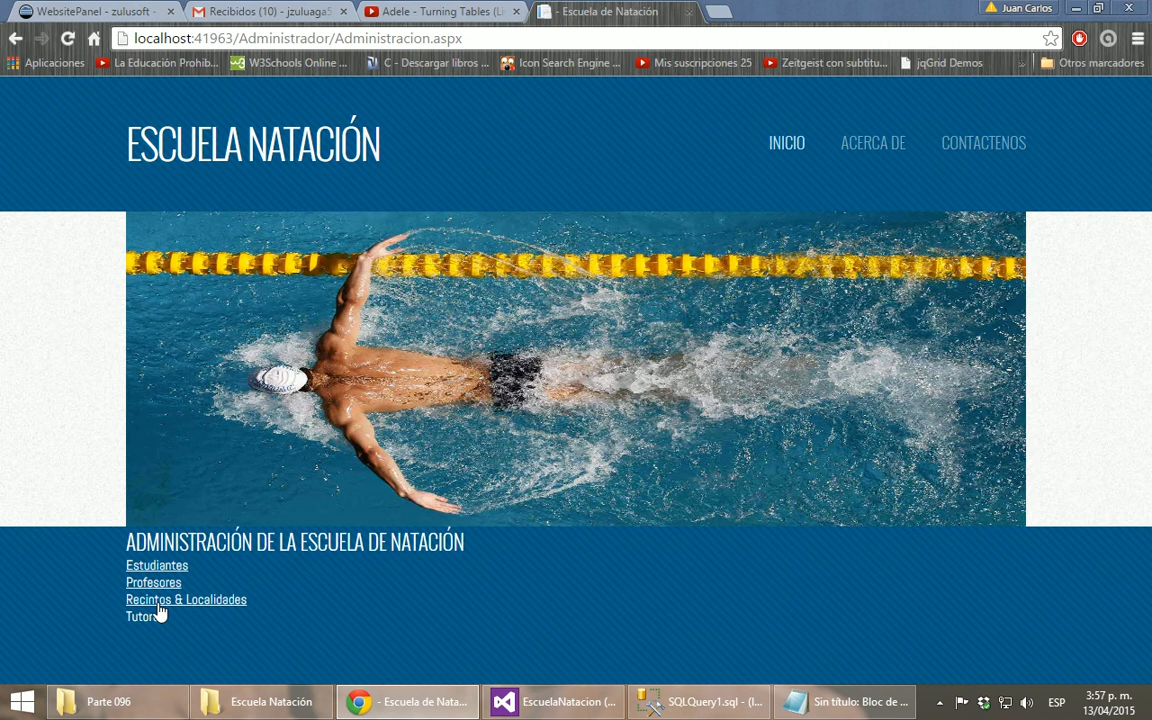 WebsitePanel - zulusoft -
Recibidos (10) - jzuluaga5
Adele - Turning Tables (Li
- Escuela de Natación
Juan Carlos
localhost:41963/Administrador/Administracion.aspx
Aplicaciones
La Educación Prohib...
W3Schools Online ...
C - Descargar libros ...
Icon Search Engine ...
Mis suscripciones 25
Zeitgeist con subtitu...
jqGrid Demos
»
Otros marcadores
ESCUELA NATACIÓN
INICIO
ACERCA DE
CONTACTENOS
ADMINISTRACIÓN DE LA ESCUELA DE NATACIÓN
Estudiantes
Profesores
Recintos & Localidades
Parte 096
Escuela Natación
- Escuela de Nata...
EscuelaNatacion (...
SQLQuery1.sql - (l...
Sin título: Bloc de ...
ESP
3:57 p. m.
13/04/2015